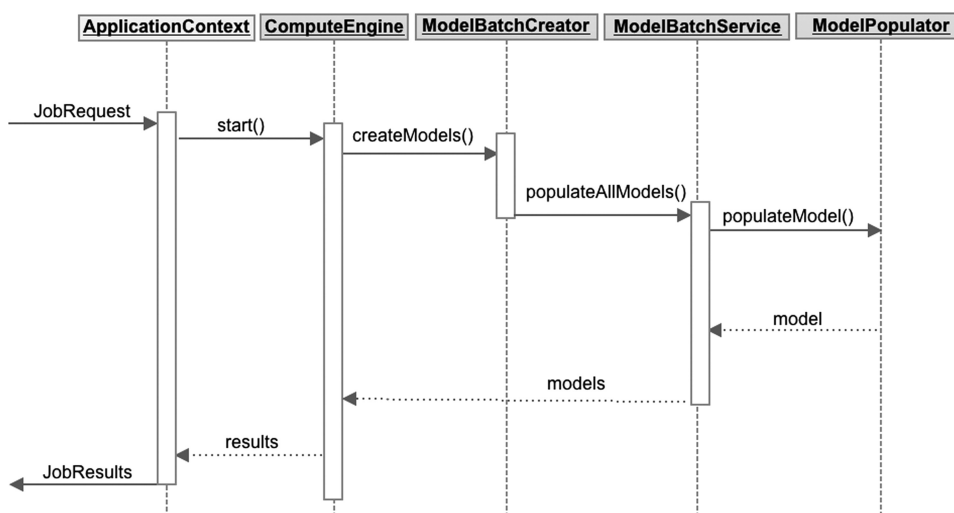 ApplicationContext ComputeEngine ModelBatchCreator ModelBatchService ModelPopulator
JobRequest
start()
createModels()
populateAllModels()
populateModel()
model
models
results
JobResults